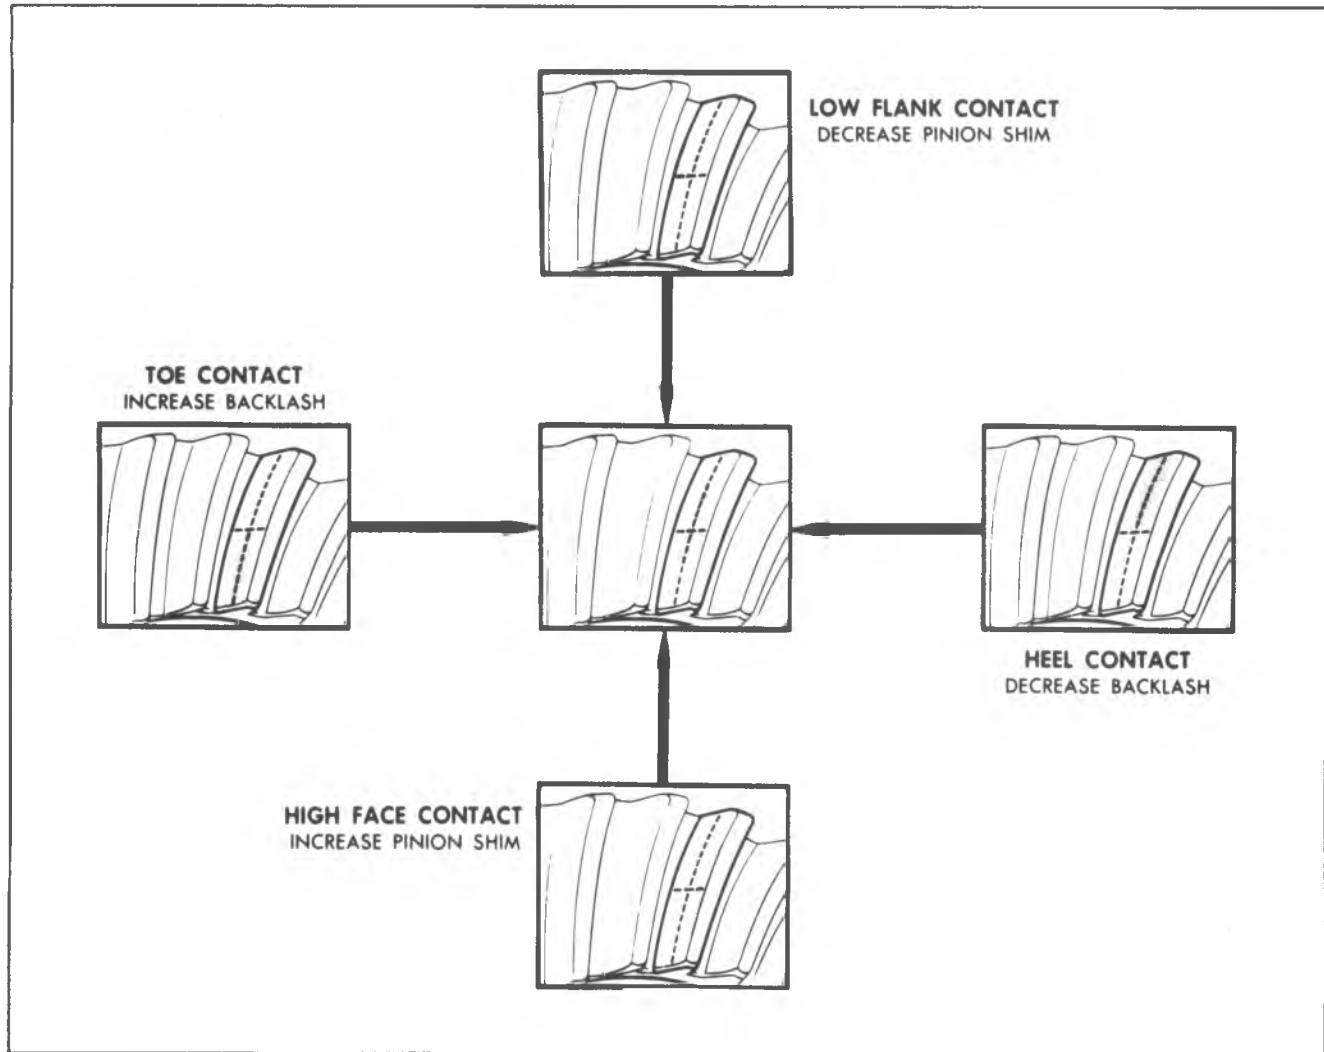 LOW FLANK CONTACT
DECREASE PINION SHIM
TOE CONTACT
INCREASE BACKLASH
HEEL CONTACT
DECREASE BACKLASH
HIGH FACE CONTACT
INCREASE PINION SHIM